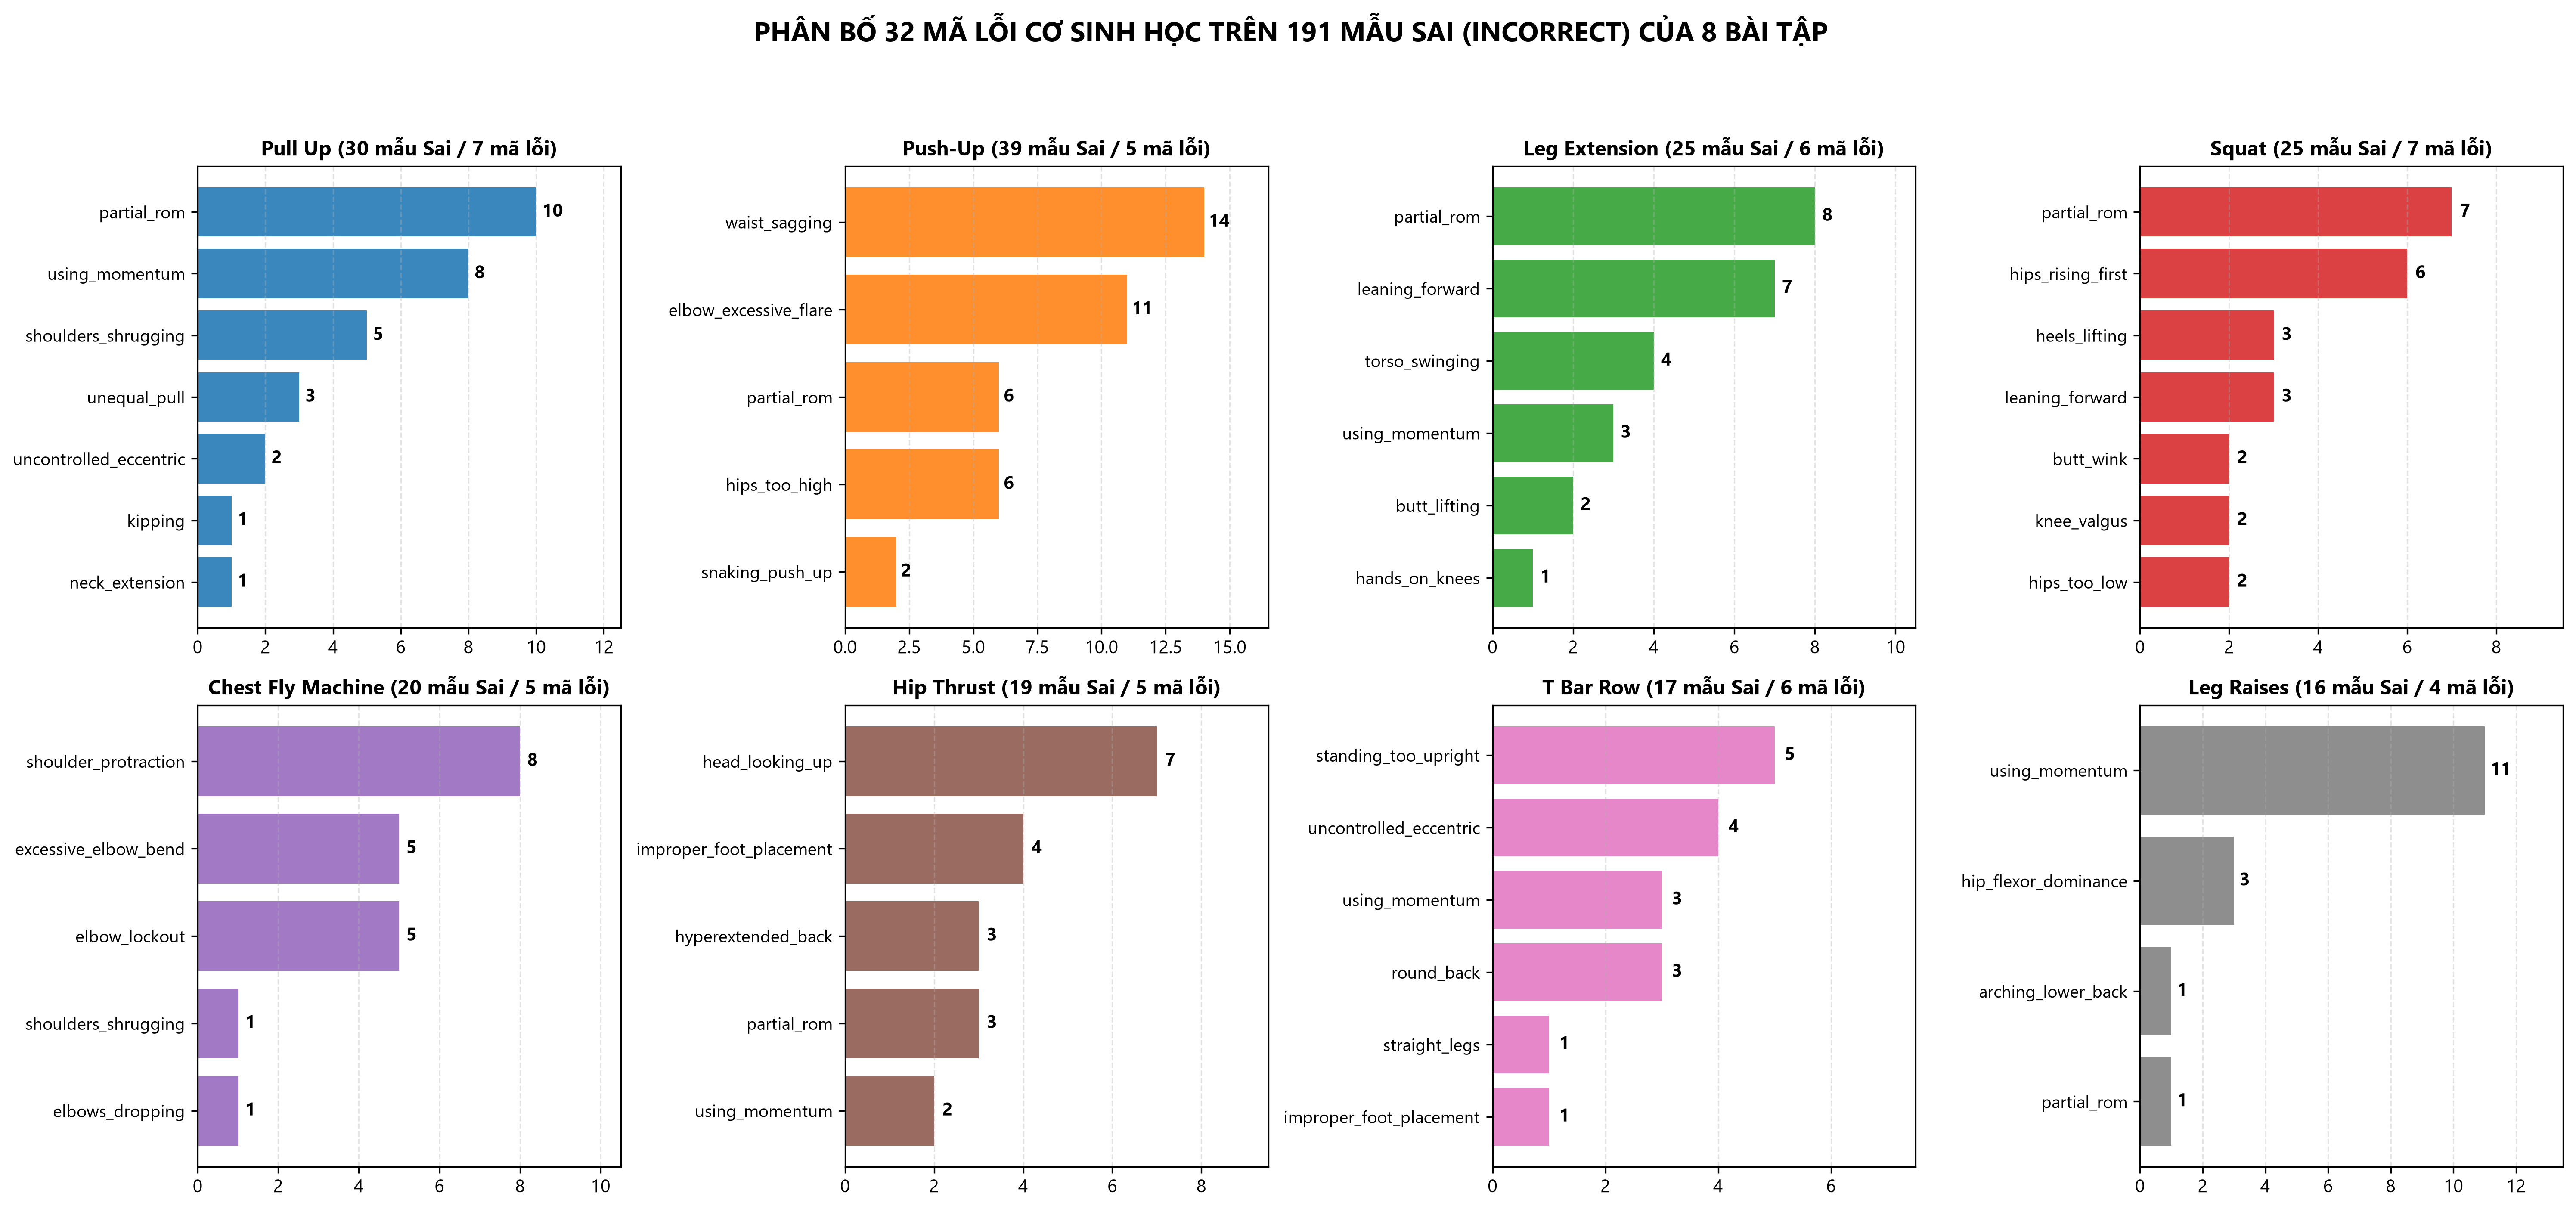 PHÂN BỐ 32 MÃ LỖI CƠ SINH HỌC TRÊN 191 MẪU SAI (INCORRECT) CỦA 8 BÀI TẬP
Pull Up (30 mẫu Sai / 7 mã lỗi)
partial_rom 10
using_momentum 8
shoulders_shrugging 5
unequal_pull 3
uncontrolled_eccentric 2
kipping 1
neck_extension 1
0 2 4 6 8 10 12
Push-Up (39 mẫu Sai / 5 mã lỗi)
waist_sagging 14
elbow_excessive_flare 11
partial_rom 6
hips_too_high 6
snaking_push_up 2
0.0 2.5 5.0 7.5 10.0 12.5 15.0
Leg Extension (25 mẫu Sai / 6 mã lỗi)
partial_rom 8
leaning_forward 7
torso_swinging 4
using_momentum 3
butt_lifting 2
hands_on_knees 1
0 2 4 6 8 10
Squat (25 mẫu Sai / 7 mã lỗi)
partial_rom 7
hips_rising_first 6
heels_lifting 3
leaning_forward 3
butt_wink 2
knee_valgus 2
hips_too_low 2
0 2 4 6 8
Chest Fly Machine (20 mẫu Sai / 5 mã lỗi)
shoulder_protraction 8
excessive_elbow_bend 5
elbow_lockout 5
shoulders_shrugging 1
elbows_dropping 1
0 2 4 6 8 10
Hip Thrust (19 mẫu Sai / 5 mã lỗi)
head_looking_up 7
improper_foot_placement 4
hyperextended_back 3
partial_rom 3
using_momentum 2
0 2 4 6 8
T Bar Row (17 mẫu Sai / 6 mã lỗi)
standing_too_upright 5
uncontrolled_eccentric 4
using_momentum 3
round_back 3
straight_legs 1
improper_foot_placement 1
0 2 4 6
Leg Raises (16 mẫu Sai / 4 mã lỗi)
using_momentum 11
hip_flexor_dominance 3
arching_lower_back 1
partial_rom 1
0 2 4 6 8 10 12